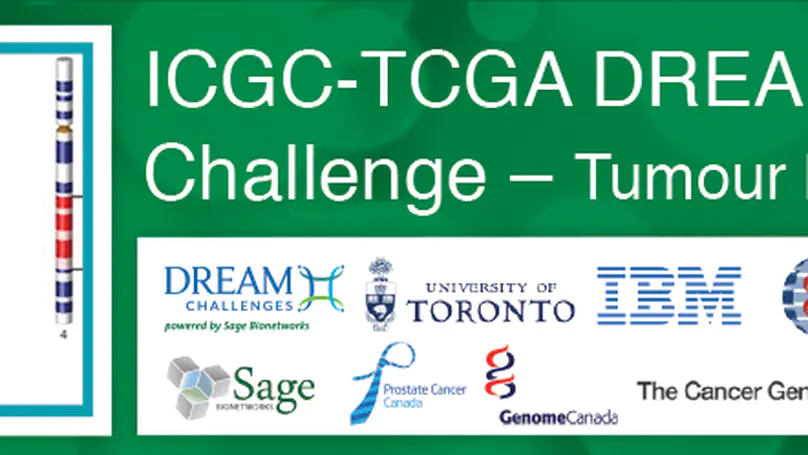 ICGC-TCGA DREA
Challenge – Tumour
4
DREAM
CHALLENGES
powered by Sage Bionetworks
UNIVERSITY OF
TORONTO
IBM
Sage
BIONETWORKS
Prostate Cancer
Canada
GenomeCanada
The Cancer Gen